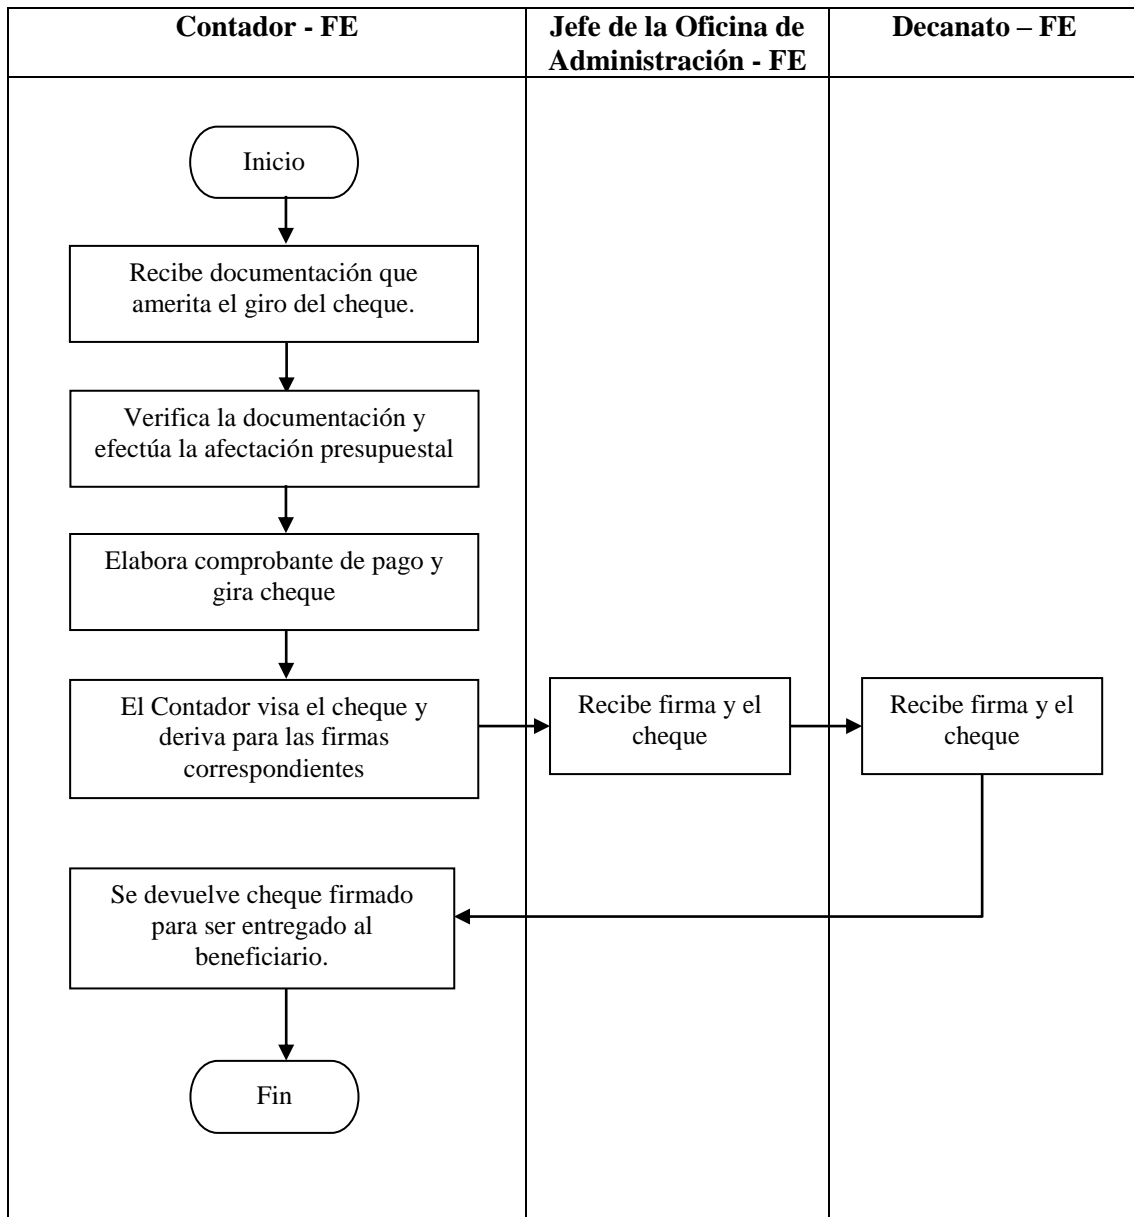 Contador - FE
Jefe de la Oficina de
Administración - FE
Decanato – FE
Inicio
Recibe documentación que
amerita el giro del cheque.
Verifica la documentación y
efectúa la afectación presupuestal
Elabora comprobante de pago y
gira cheque
El Contador visa el cheque y
deriva para las firmas
correspondientes
Recibe firma y el
cheque
Recibe firma y el
cheque
Se devuelve cheque firmado
para ser entregado al
beneficiario.
Fin